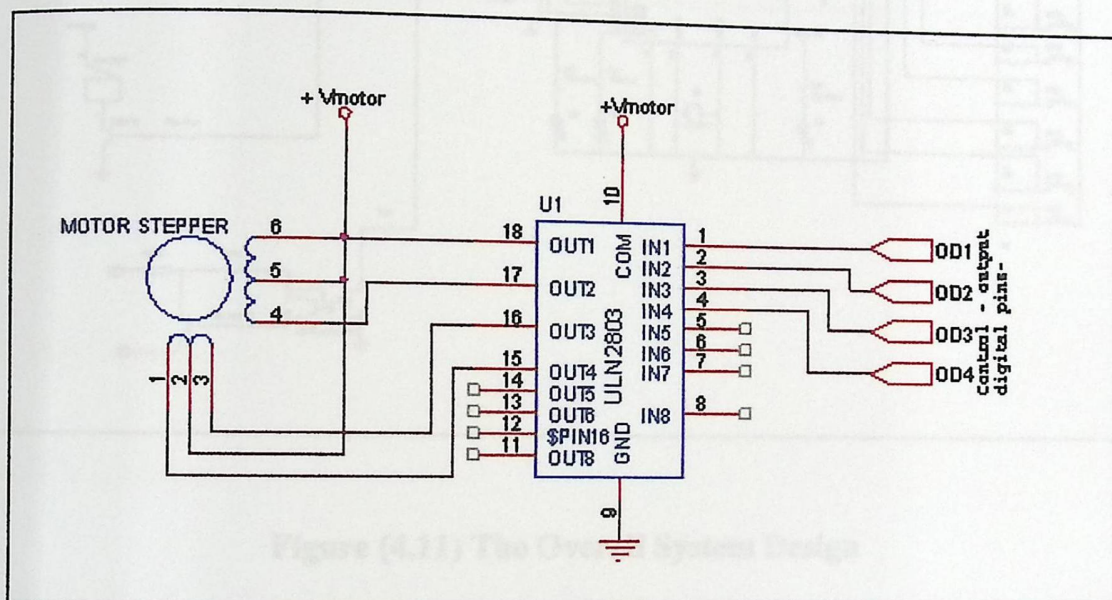 + Vmotor
+Vmotor
10
U1
MOTOR STEPPER
6
5
4
1
2
3
18
17
16
15
14
13
12
11
OUT1
OUT2
OUT3
OUT4
OUT5
OUT6
$PIN16
OUT8
COM
ULN2803
GND
IN1
IN2
IN3
IN4
IN5
IN6
IN7
IN8
1
2
3
4
5
6
7
8
9
OD1
OD2
OD3
OD4
Control - output
digital pins-
Figure (4.11) The Overall System Design